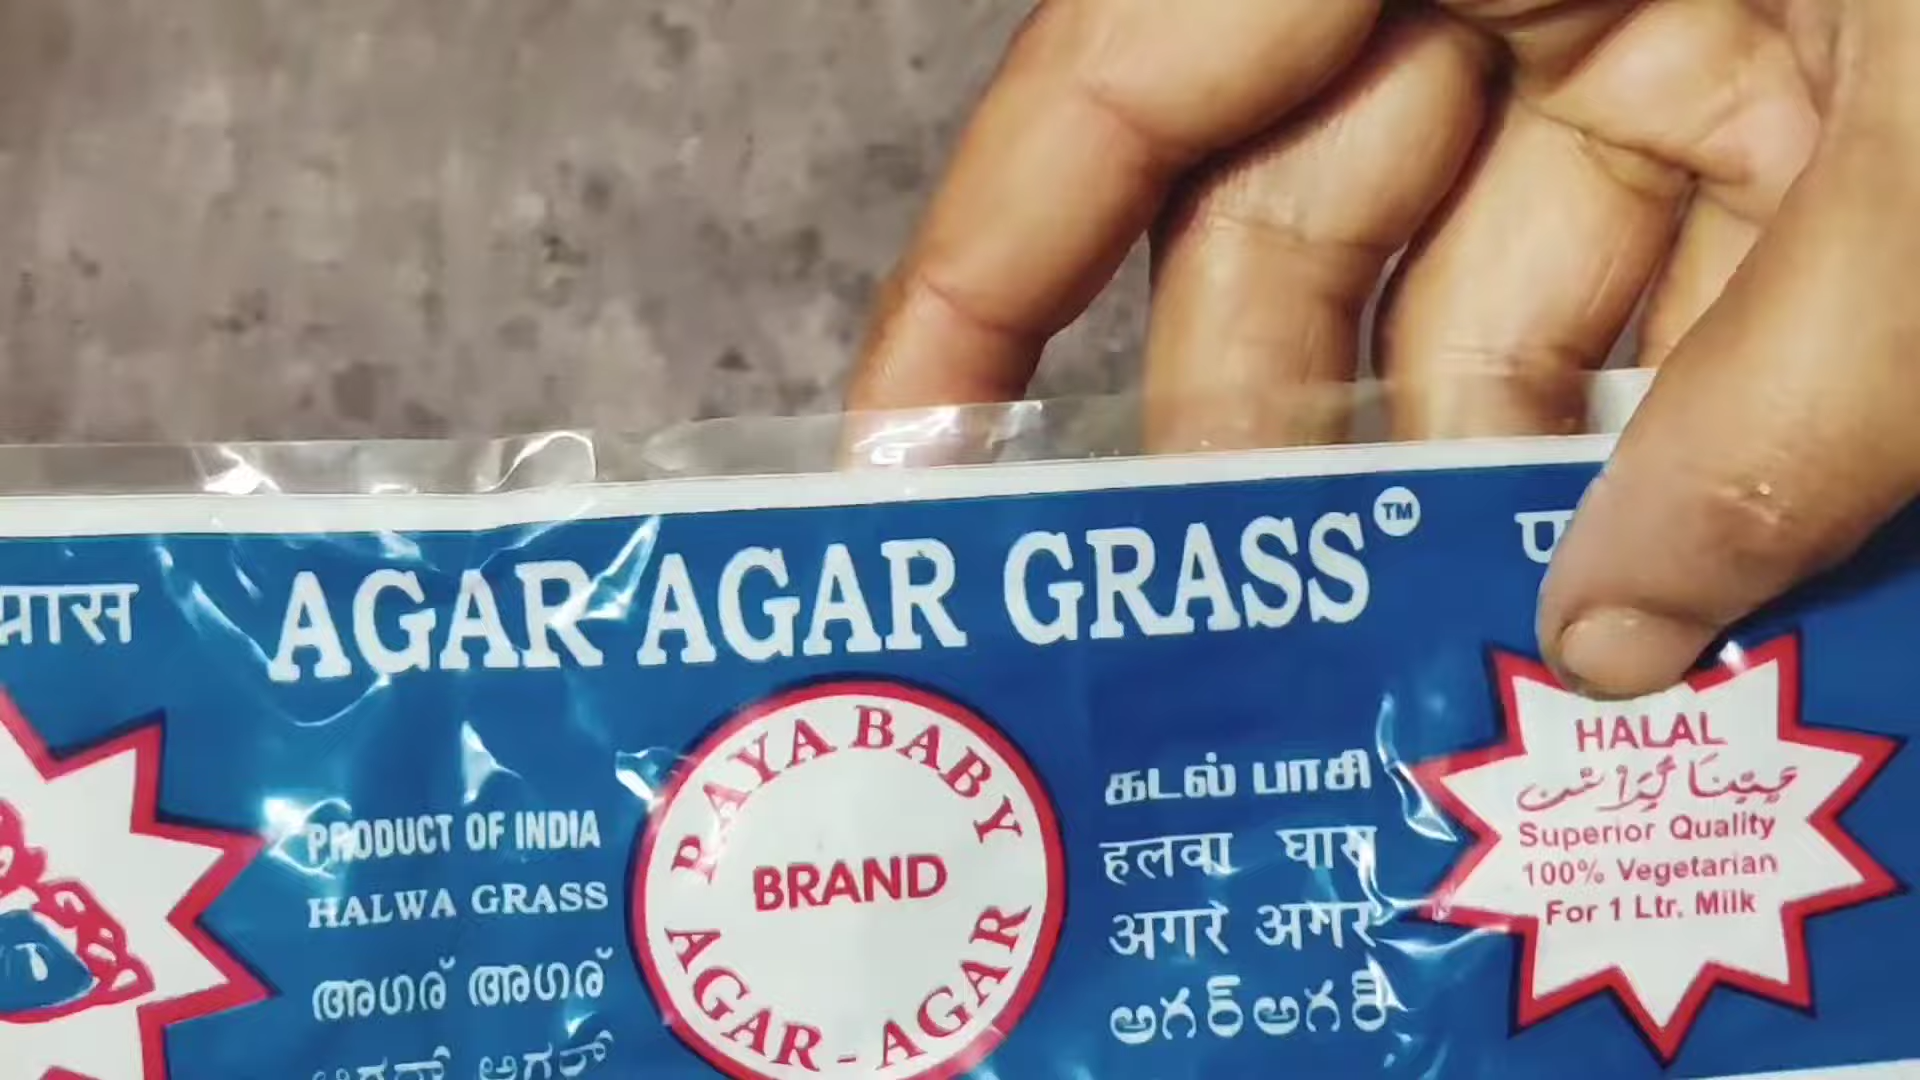 ग्रास
AGAR AGAR GRASS™
PAYA BABY
BRAND
AGAR - AGAR
PRODUCT OF INDIA
HALWA GRASS
അഗര് അഗര്
கடல் பாசி
हलवा घास
अगर अगर
అగర్ అగర్
HALAL
Superior Quality
100% Vegetarian
For 1 Ltr. Milk